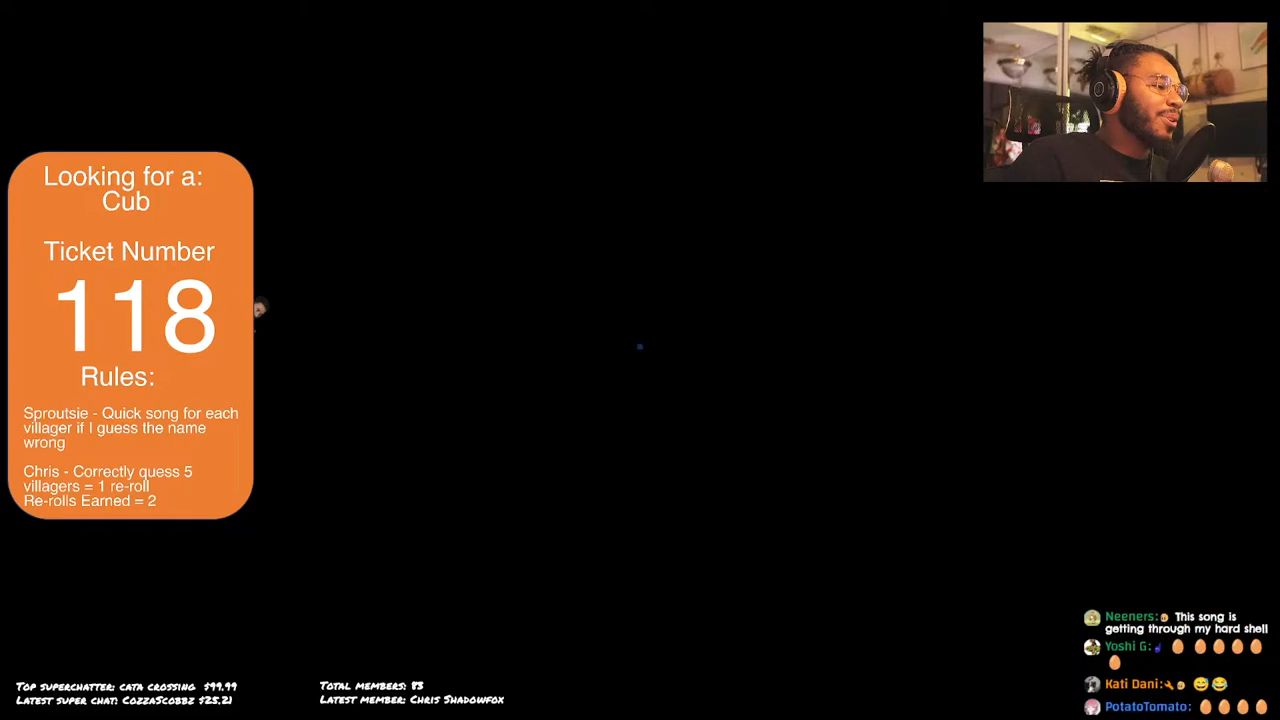 Looking for a:
Cub
Ticket Number
118
Rules:
Sproutsie - Quick song for each
villager if I guess the name
wrong
Chris - Correctly quess 5
villagers = 1 re-roll
Re-rolls Earned = 2
Neeners: This song is
getting through my hard shell
Yoshi G:
Kati Dani:
PotatoTomato:
Top superchatter: cata crossing $99.99
Latest super chat: CozzaScobbz $25.21
Total members: 83
Latest member: Chris Shadowfox